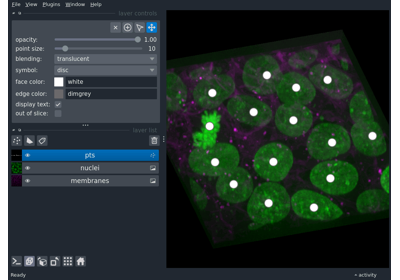 File View Plugins Window Help
layer controls
opacity: 1.00
point size: 10
blending: translucent
symbol: disc
face color: white
edge color: dimgrey
display text:
out of slice:
layer list
pts
nuclei
membranes
Ready
activity